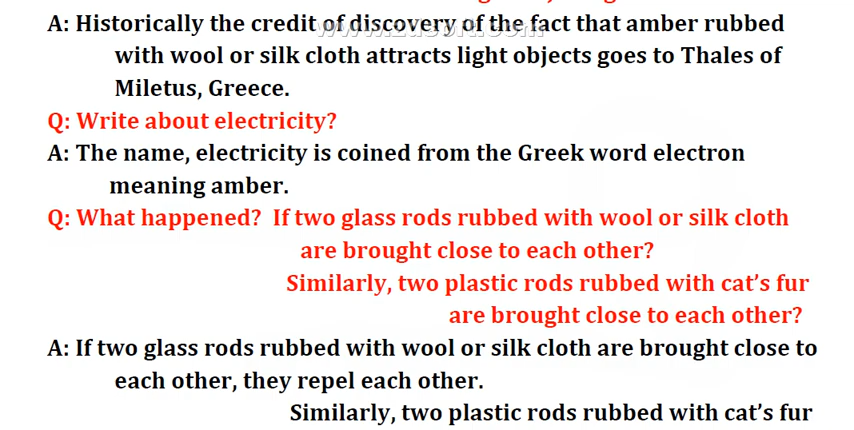 A: Historically the credit of discovery of the fact that amber rubbed
with wool or silk cloth attracts light objects goes to Thales of
Miletus, Greece.
Q: Write about electricity?
A: The name, electricity is coined from the Greek word electron
meaning amber.
Q: What happened? If two glass rods rubbed with wool or silk cloth
are brought close to each other?
Similarly, two plastic rods rubbed with cat's fur
are brought close to each other?
A: If two glass rods rubbed with wool or silk cloth are brought close to
each other, they repel each other.
Similarly, two plastic rods rubbed with cat's fur